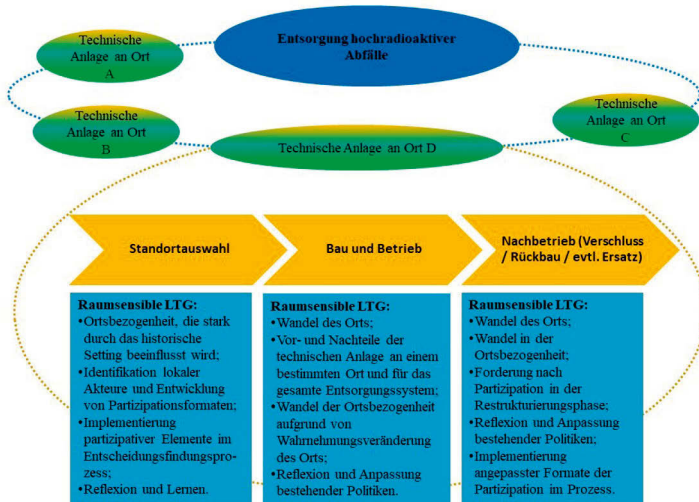 Entsorgung hochradioaktiver
Abfälle
Technische
Anlage an Ort
A
Technische
Anlage an Ort
B
Technische
Anlage an Ort
C
Technische Anlage an Ort D
Standortauswahl
Bau und Betrieb
Nachbetrieb (Verschluss
/ Rückbau / evtl. Ersatz)
Raumsensible LTG:
•Ortsbezogenheit, die stark
durch das historische
Setting beeinflusst wird;
•Identifikation lokaler
Akteure und Entwicklung
von Partizipationsformaten;
•Implementierung
partizipativer Elemente im
Entscheidungsfindungspro-
zess;
•Reflexion und Lernen.
Raumsensible LTG:
•Wandel des Orts;
•Vor- und Nachteile der
technischen Anlage an einem
bestimmten Ort und für das
gesamte Entsorgungssystem;
•Wandel der Ortsbezogenheit
aufgrund von
Wahrnehmungsveränderung
des Orts;
•Reflexion und Anpassung
bestehender Politiken.
Raumsensible LTG:
•Wandel des Orts;
•Wandel in der
Ortsbezogenheit;
•Forderung nach
Partizipation in der
Restrukturierungsphase;
•Reflexion und Anpassung
bestehender Politiken;
•Implementierung
angepasster Formate der
Partizipation im Prozess.